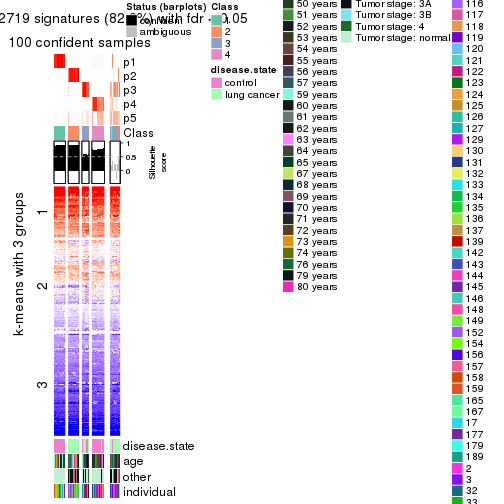 2719 signatures (82.
100 confident samples
p1
p2
p3
p4
p5
Class
1
0.5
0
Silhouette
score
k-means with 3 groups
1
2
3
disease.state
age
other
individual
Status (barplots)
confident
ambiguous
Class
1
2
3
4
disease.state
control
lung cancer
50 years
51 years
52 years
53 years
54 years
55 years
56 years
57 years
59 years
60 years
61 years
62 years
63 years
64 years
65 years
67 years
68 years
69 years
70 years
71 years
72 years
73 years
74 years
76 years
79 years
80 years
Tumor stage: 3A
Tumor stage: 3B
Tumor stage: 4
Tumor stage: normal
116
117
118
119
120
121
122
123
124
125
126
127
129
130
131
132
133
134
135
136
137
139
142
143
144
145
146
148
149
152
154
156
157
158
159
165
167
17
177
179
189
2
3
32
33